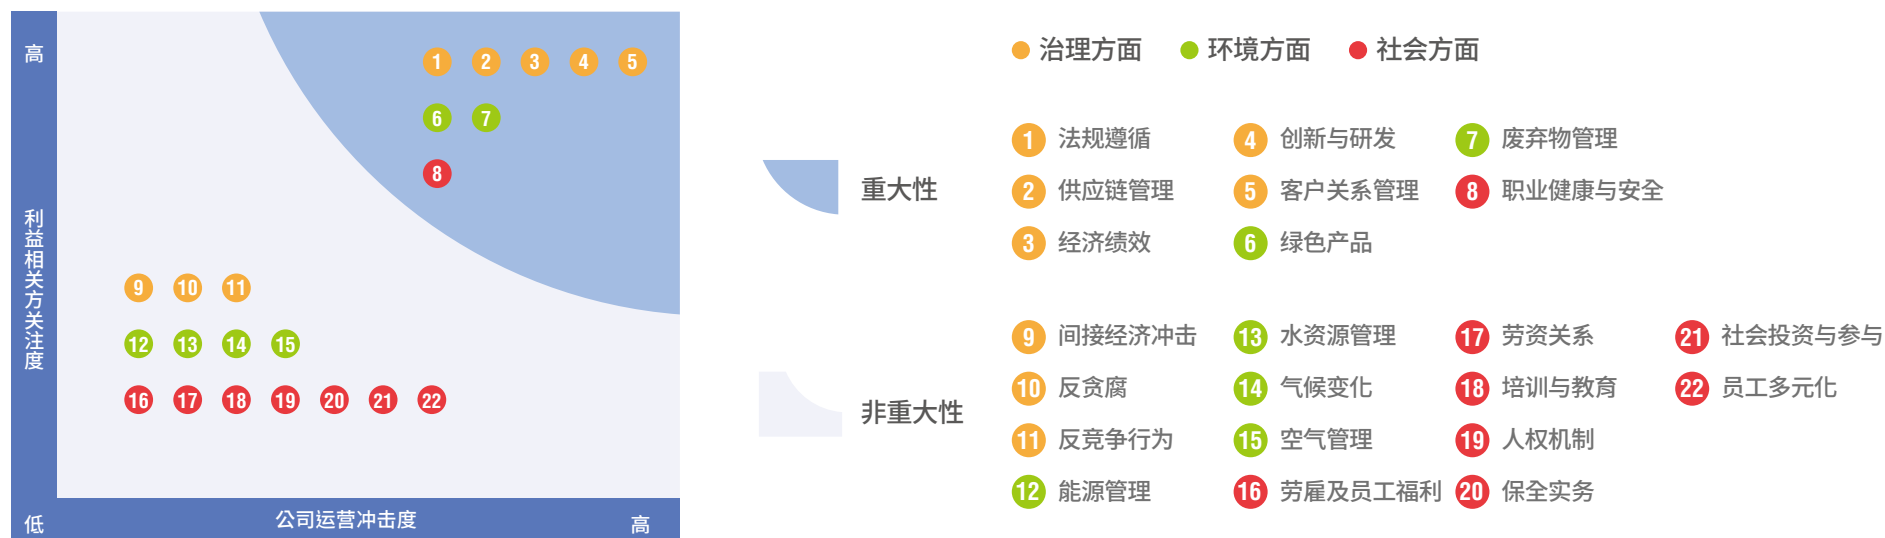 高
利益相关方关注度
低
公司运营冲击度
高
1 2 3 4 5
6 7
8
9 10 11
12 13 14 15
16 17 18 19 20 21 22
治理方面 环境方面 社会方面
重大性
1 法规遵循
2 供应链管理
3 经济绩效
4 创新与研发
5 客户关系管理
6 绿色产品
7 废弃物管理
8 职业健康与安全
非重大性
9 间接经济冲击
10 反贪腐
11 反竞争行为
12 能源管理
13 水资源管理
14 气候变化
15 空气管理
16 劳雇及员工福利
17 劳资关系
18 培训与教育
19 人权机制
20 保全实务
21 社会投资与参与
22 员工多元化